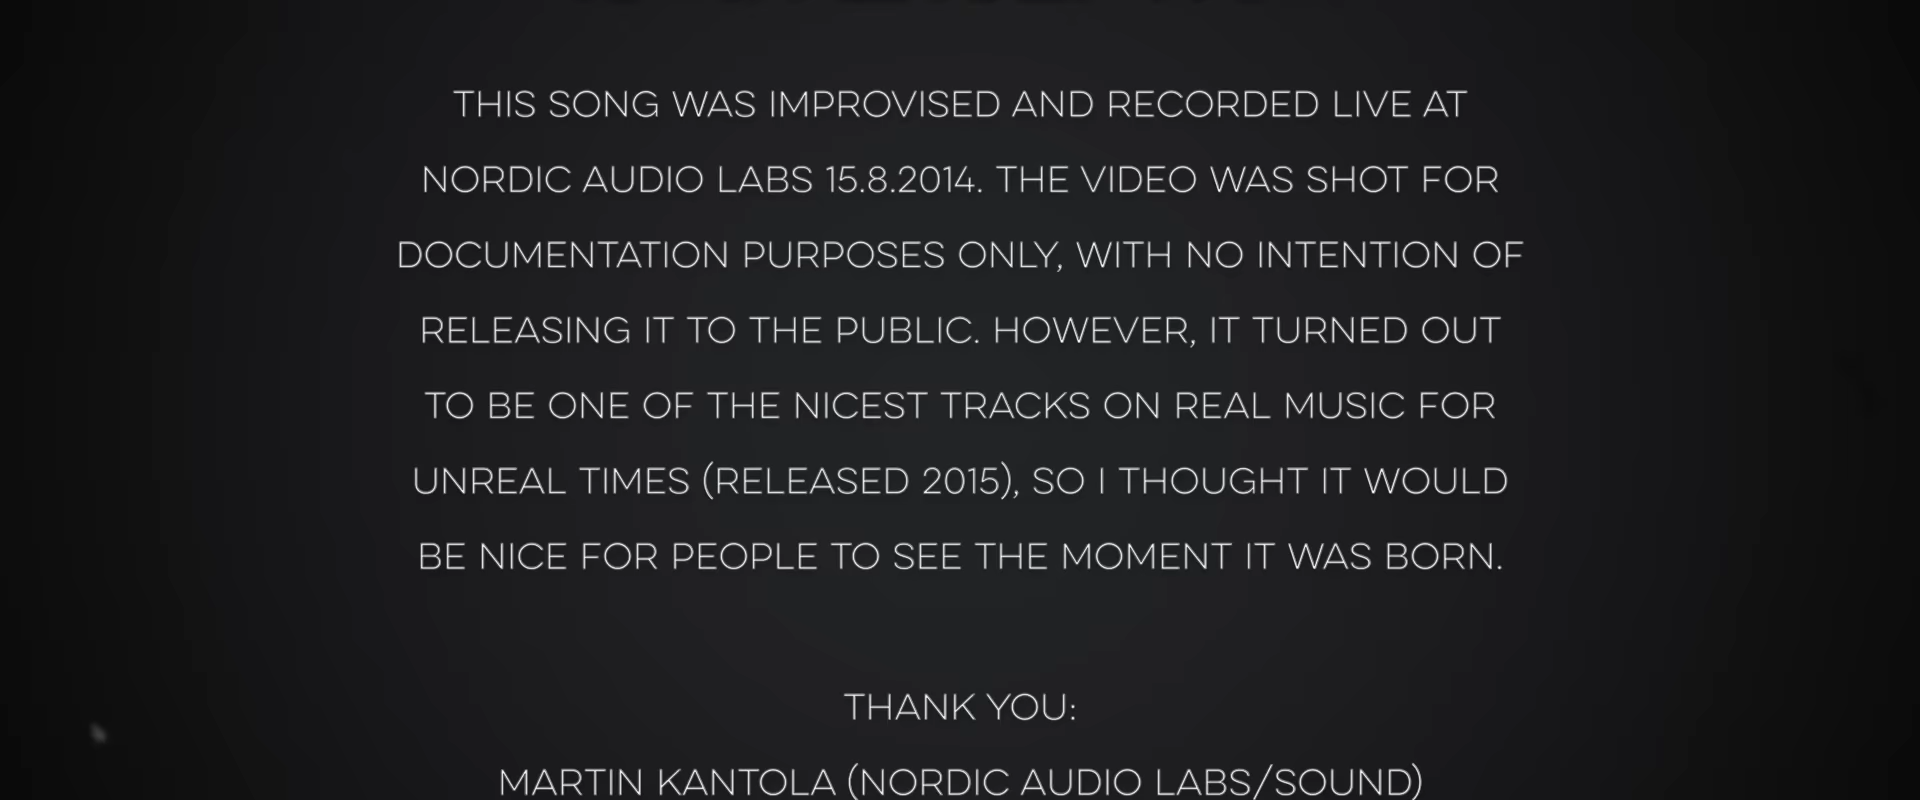 THIS SONG WAS IMPROVISED AND RECORDED LIVE AT
NORDIC AUDIO LABS 15.8.2014. THE VIDEO WAS SHOT FOR
DOCUMENTATION PURPOSES ONLY, WITH NO INTENTION OF
RELEASING IT TO THE PUBLIC. HOWEVER, IT TURNED OUT
TO BE ONE OF THE NICEST TRACKS ON REAL MUSIC FOR
UNREAL TIMES (RELEASED 2015), SO I THOUGHT IT WOULD
BE NICE FOR PEOPLE TO SEE THE MOMENT IT WAS BORN.
THANK YOU:
MARTIN KANTOLA (NORDIC AUDIO LABS/SOUND)